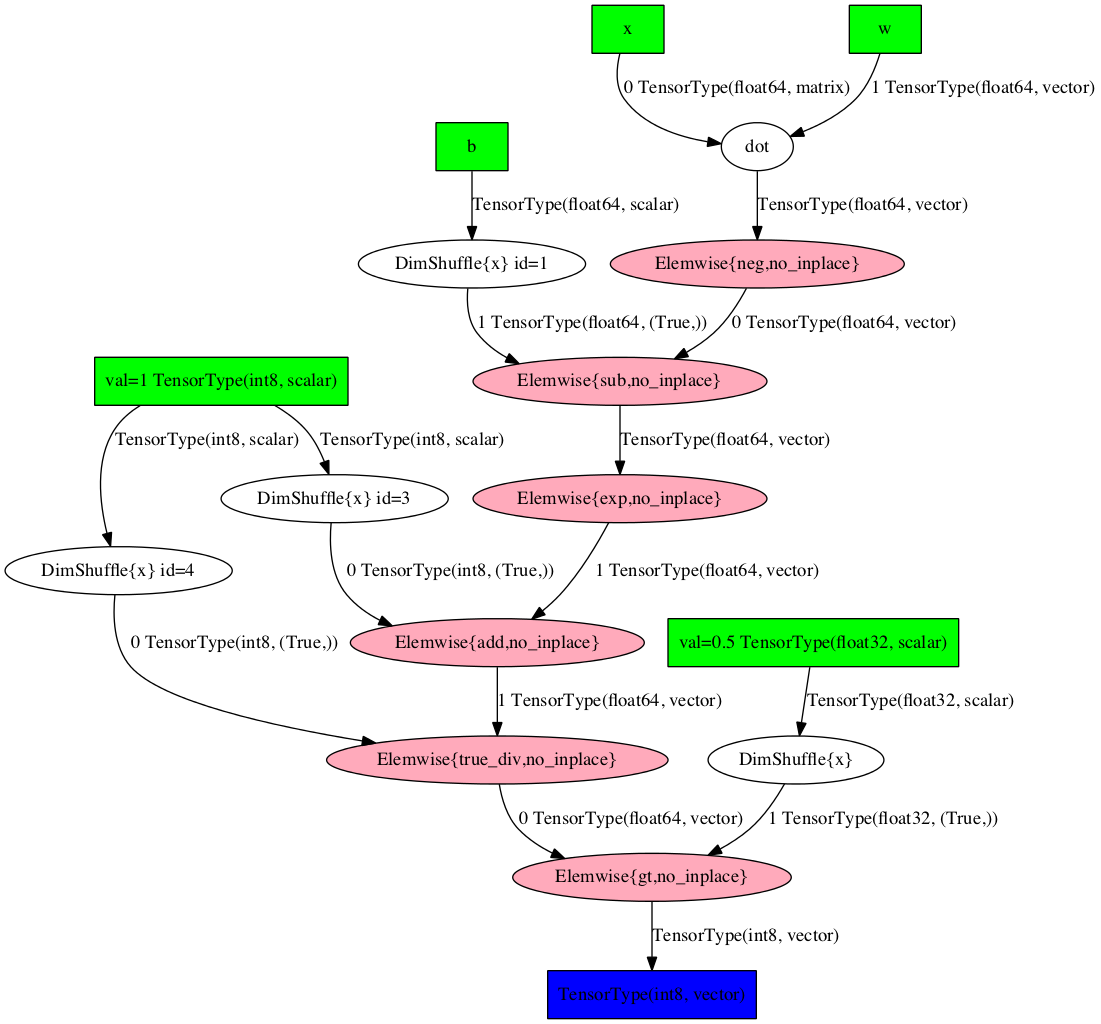 x
w
0 TensorType(float64, matrix)
1 TensorType(float64, vector)
b
dot
TensorType(float64, scalar)
TensorType(float64, vector)
DimShuffle{x} id=1
Elemwise{neg,no_inplace}
1 TensorType(float64, (True,))
0 TensorType(float64, vector)
val=1 TensorType(int8, scalar)
Elemwise{sub,no_inplace}
TensorType(int8, scalar)
TensorType(int8, scalar)
TensorType(float64, vector)
DimShuffle{x} id=3
Elemwise{exp,no_inplace}
DimShuffle{x} id=4
0 TensorType(int8, (True,))
1 TensorType(float64, vector)
0 TensorType(int8, (True,))
Elemwise{add,no_inplace}
val=0.5 TensorType(float32, scalar)
1 TensorType(float64, vector)
TensorType(float32, scalar)
Elemwise{true_div,no_inplace}
DimShuffle{x}
0 TensorType(float64, vector)
1 TensorType(float32, (True,))
Elemwise{gt,no_inplace}
TensorType(int8, vector)
TensorType(int8, vector)